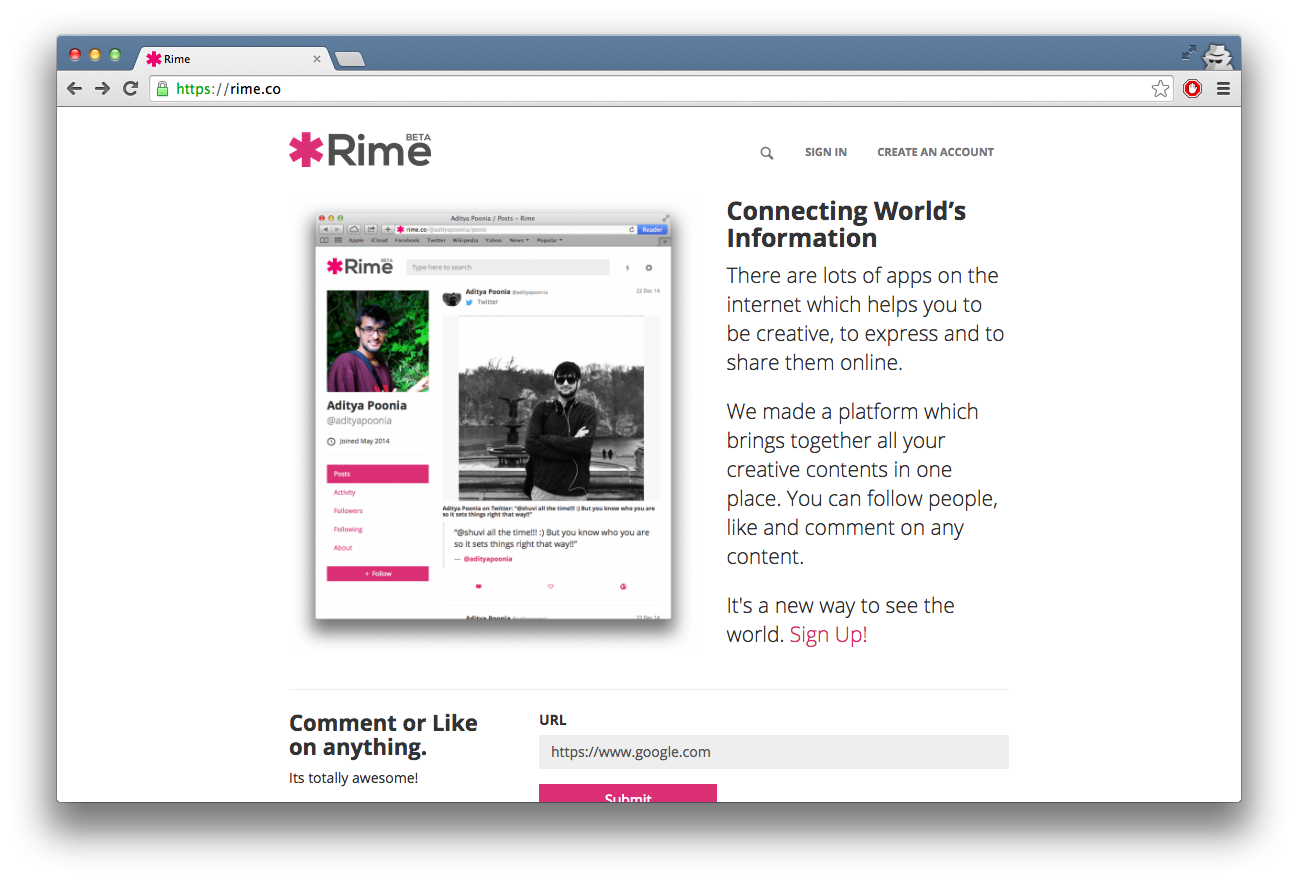 Rime
https://rime.co
Rime BETA
SIGN IN
CREATE AN ACCOUNT
Aditya Poonia / Posts – Rime
rime.co/@adityapoonia/posts
Reader
Apple iCloud Facebook Twitter Wikipedia Yahoo News Popular
Rime BETA
Type here to search
Aditya Poonia
@adityapoonia
Joined May 2014
Posts
Activity
Followers
Following
About
+ Follow
Aditya Poonia @adityapoonia
22 Dec 14
Twitter
Aditya Poonia on Twitter: "@shuvi all the time!!! :) But you know who you are
so it sets things right that way!!"
"@shuvi all the time!!! :) But you know who you are
so it sets things right that way!!"
— @adityapoonia
Aditya Poonia @adityapoonia
22 Dec 14
Connecting World’s
Information
There are lots of apps on the
internet which helps you to
be creative, to express and to
share them online.
We made a platform which
brings together all your
creative contents in one
place. You can follow people,
like and comment on any
content.
It's a new way to see the
world. Sign Up!
Comment or Like
on anything.
Its totally awesome!
URL
https://www.google.com
Submit